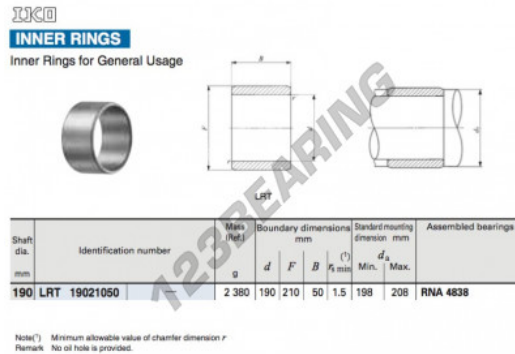 IKO
INNER RINGS
Inner Rings for General Usage
B
F
r
d
r
da
LRT
Shaft dia. mm Identification number Mass (Ref.) g Boundary dimensions mm Standard mounting dimension mm Assembled bearings
d F B rs min (1) da Min. Max.
190 LRT 19021050 — 2 380 190 210 50 1.5 198 208 RNA 4838
Note(1) Minimum allowable value of chamfer dimension r
Remark No oil hole is provided.
123BEARING